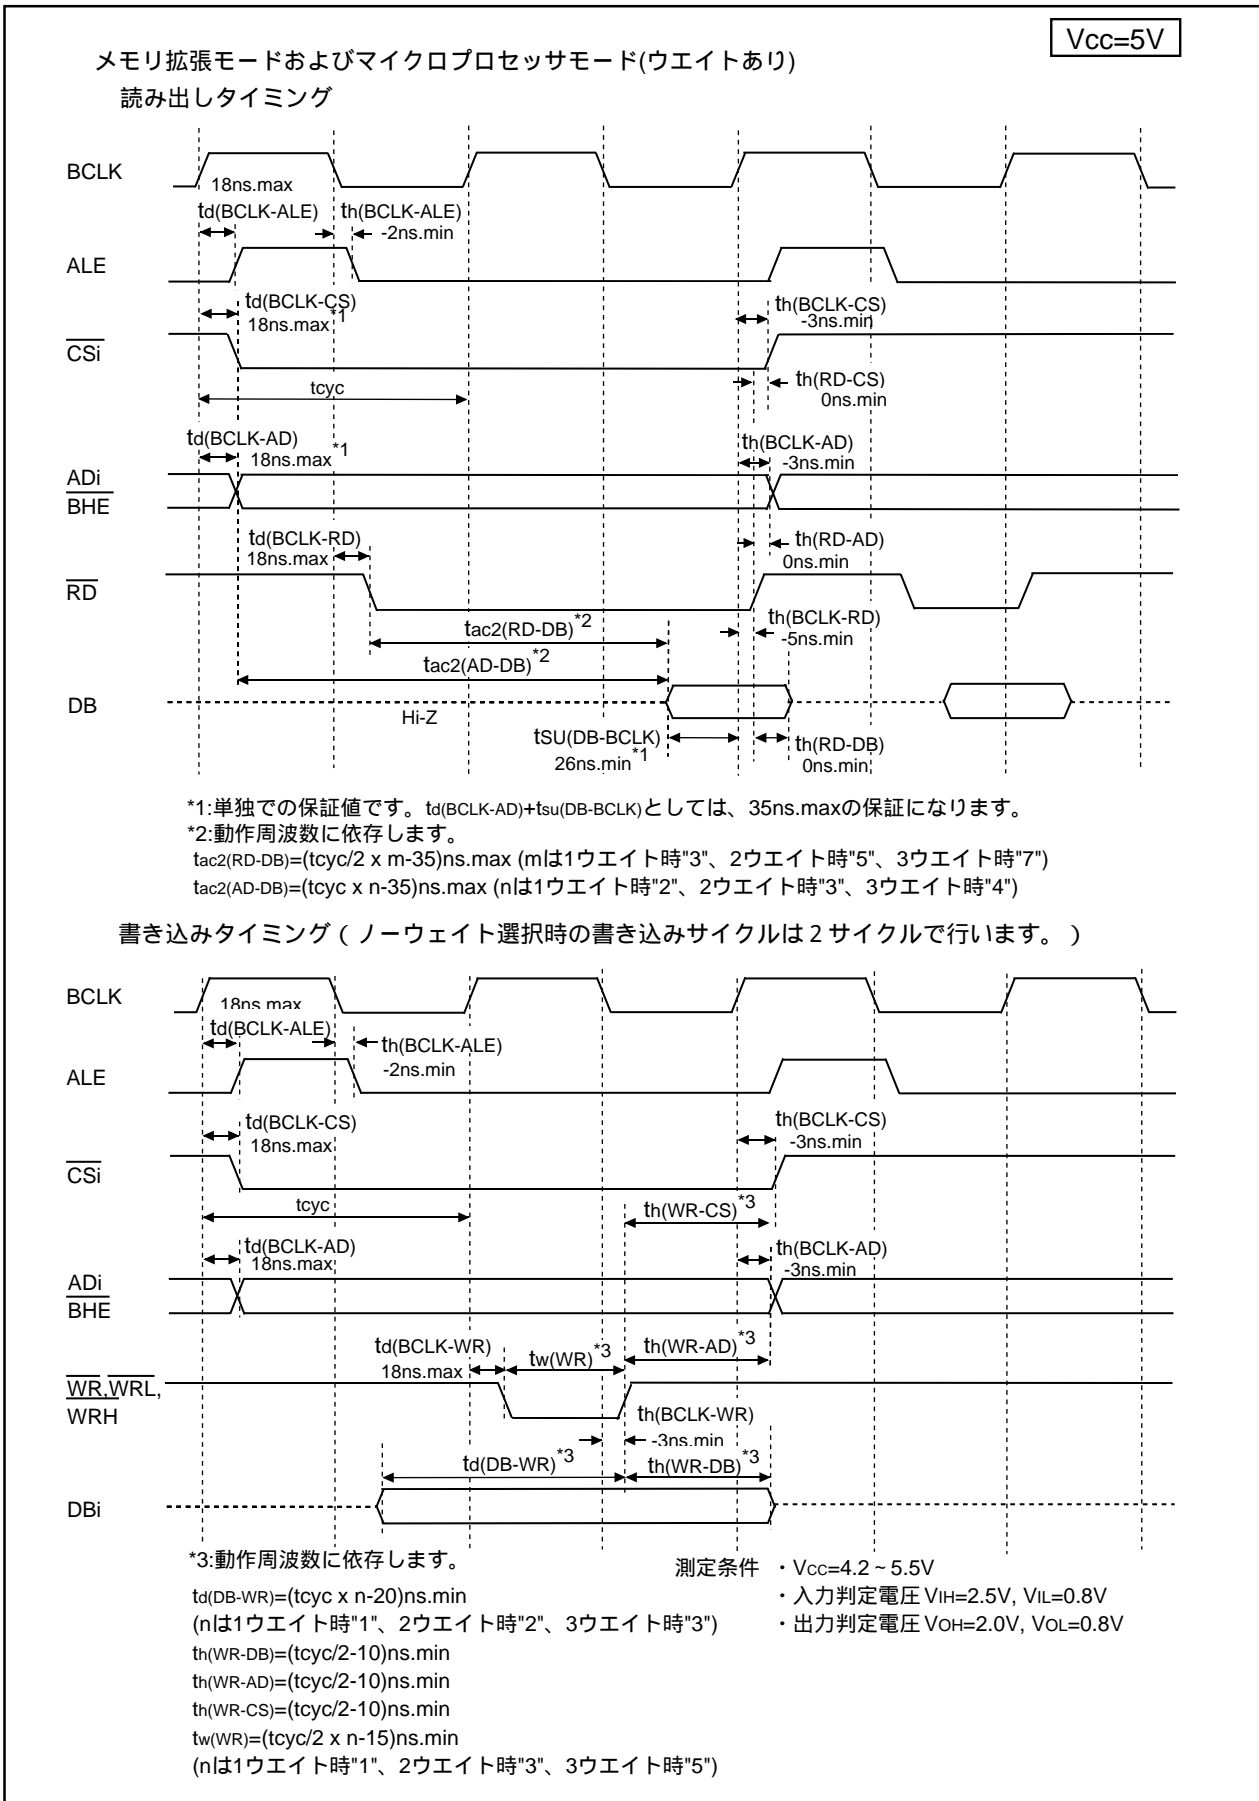 Vcc=5V
メモリ拡張モードおよびマイクロプロセッサモード(ウエイトあり)
読み出しタイミング
BCLK
18ns.max
td(BCLK-ALE)
th(BCLK-ALE)
-2ns.min
ALE
td(BCLK-CS)
18ns.max*1
th(BCLK-CS)
-3ns.min
CSi
th(RD-CS)
0ns.min
tcyc
td(BCLK-AD)
18ns.max*1
th(BCLK-AD)
-3ns.min
ADi
BHE
td(BCLK-RD)
18ns.max
th(RD-AD)
0ns.min
RD
tac2(RD-DB)*2
th(BCLK-RD)
-5ns.min
tac2(AD-DB)*2
DB
Hi-Z
tSU(DB-BCLK)
26ns.min*1
th(RD-DB)
0ns.min
*1:単独での保証値です。td(BCLK-AD)+tsu(DB-BCLK)としては、35ns.maxの保証になります。
*2:動作周波数に依存します。
tac2(RD-DB)=(tcyc/2 x m-35)ns.max (mは1ウエイト時"3"、2ウエイト時"5"、3ウエイト時"7")
tac2(AD-DB)=(tcyc x n-35)ns.max (nは1ウエイト時"2"、2ウエイト時"3"、3ウエイト時"4")
書き込みタイミング（ノーウェイト選択時の書き込みサイクルは2サイクルで行います。）
BCLK
18ns.max
td(BCLK-ALE)
th(BCLK-ALE)
-2ns.min
ALE
td(BCLK-CS)
18ns.max
th(BCLK-CS)
-3ns.min
CSi
tcyc
th(WR-CS)*3
td(BCLK-AD)
18ns.max
th(BCLK-AD)
-3ns.min
ADi
BHE
td(BCLK-WR)
18ns.max
tw(WR)*3
th(WR-AD)*3
WR,WRL,
WRH
th(BCLK-WR)
-3ns.min
td(DB-WR)*3
th(WR-DB)*3
DBi
*3:動作周波数に依存します。
td(DB-WR)=(tcyc x n-20)ns.min
(nは1ウエイト時"1"、2ウエイト時"2"、3ウエイト時"3")
th(WR-DB)=(tcyc/2-10)ns.min
th(WR-AD)=(tcyc/2-10)ns.min
th(WR-CS)=(tcyc/2-10)ns.min
tw(WR)=(tcyc/2 x n-15)ns.min
(nは1ウエイト時"1"、2ウエイト時"3"、3ウエイト時"5")
測定条件 ・VCC=4.2～5.5V
・入力判定電圧 VIH=2.5V, VIL=0.8V
・出力判定電圧 VOH=2.0V, VOL=0.8V